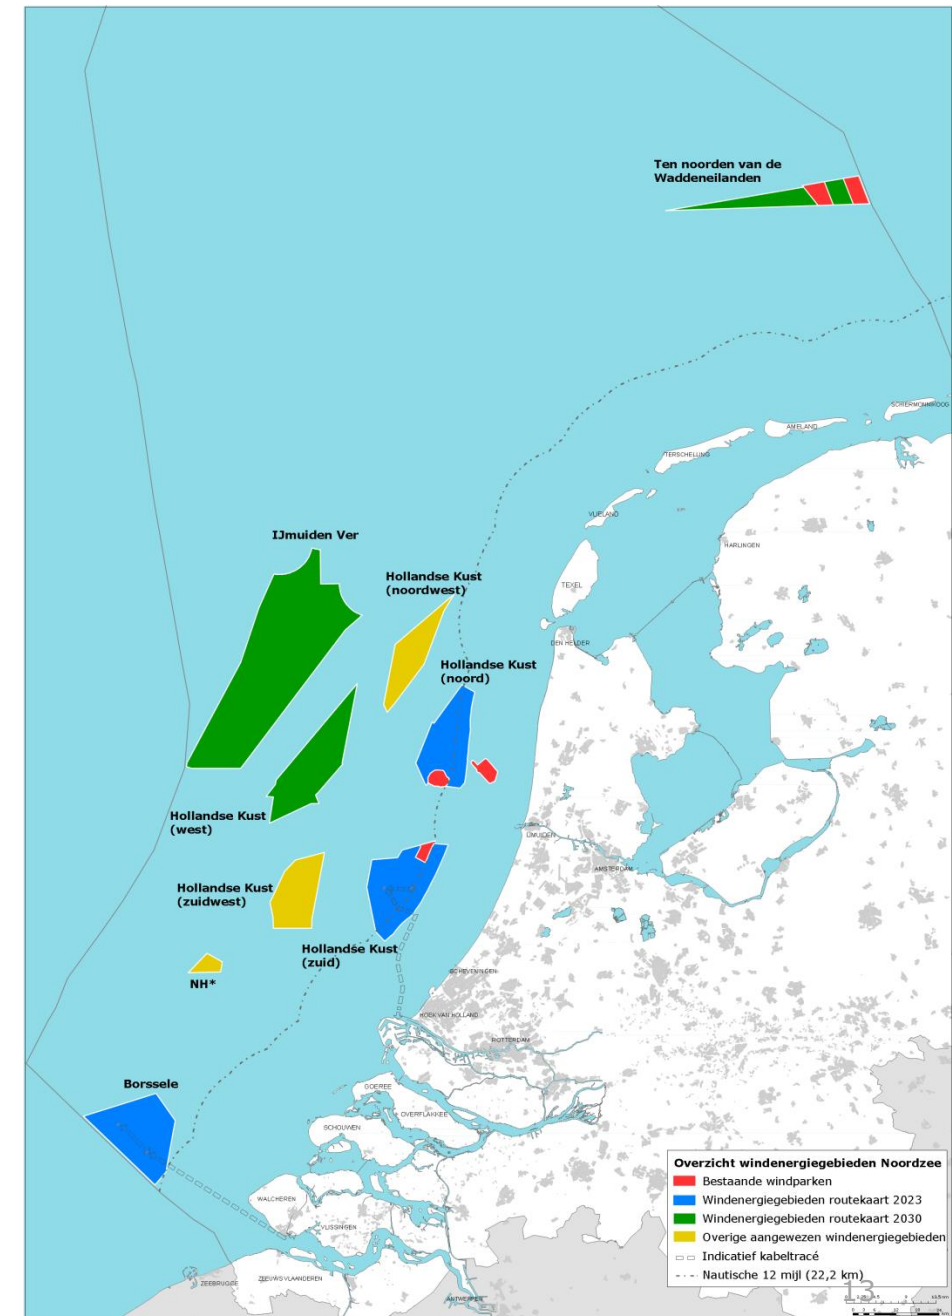 Ten noorden van de
Waddeneilanden
SCHIERMONNIKOOG
AMELAND
TERSCHELLING
VLIELAND
HARLINGEN
IJmuiden Ver
Hollandse Kust
(noordwest)
TEXEL
DEN HELDER
Hollandse Kust
(noord)
Hollandse Kust
(west)
IJMUIDEN
AMSTERDAM
Hollandse Kust
(zuidwest)
Hollandse Kust
(zuid)
NH*
SCHEVENINGEN
HOEK VAN HOLLAND
ROTTERDAM
Borssele
GOEREE
OVERFLAKKEE
SCHOUWEN
WALCHEREN
VLISSINGEN
ZEEBRUGGE
ZEEUWS VLAANDEREN
ANTWERPEN
Overzicht windenergiegebieden Noordzee
Bestaande windparken
Windenergiegebieden routekaart 2023
Windenergiegebieden routekaart 2030
Overige aangewezen windenergiegebieden
Indicatief kabeltracé
Nautische 12 mijl (22,2 km)
13